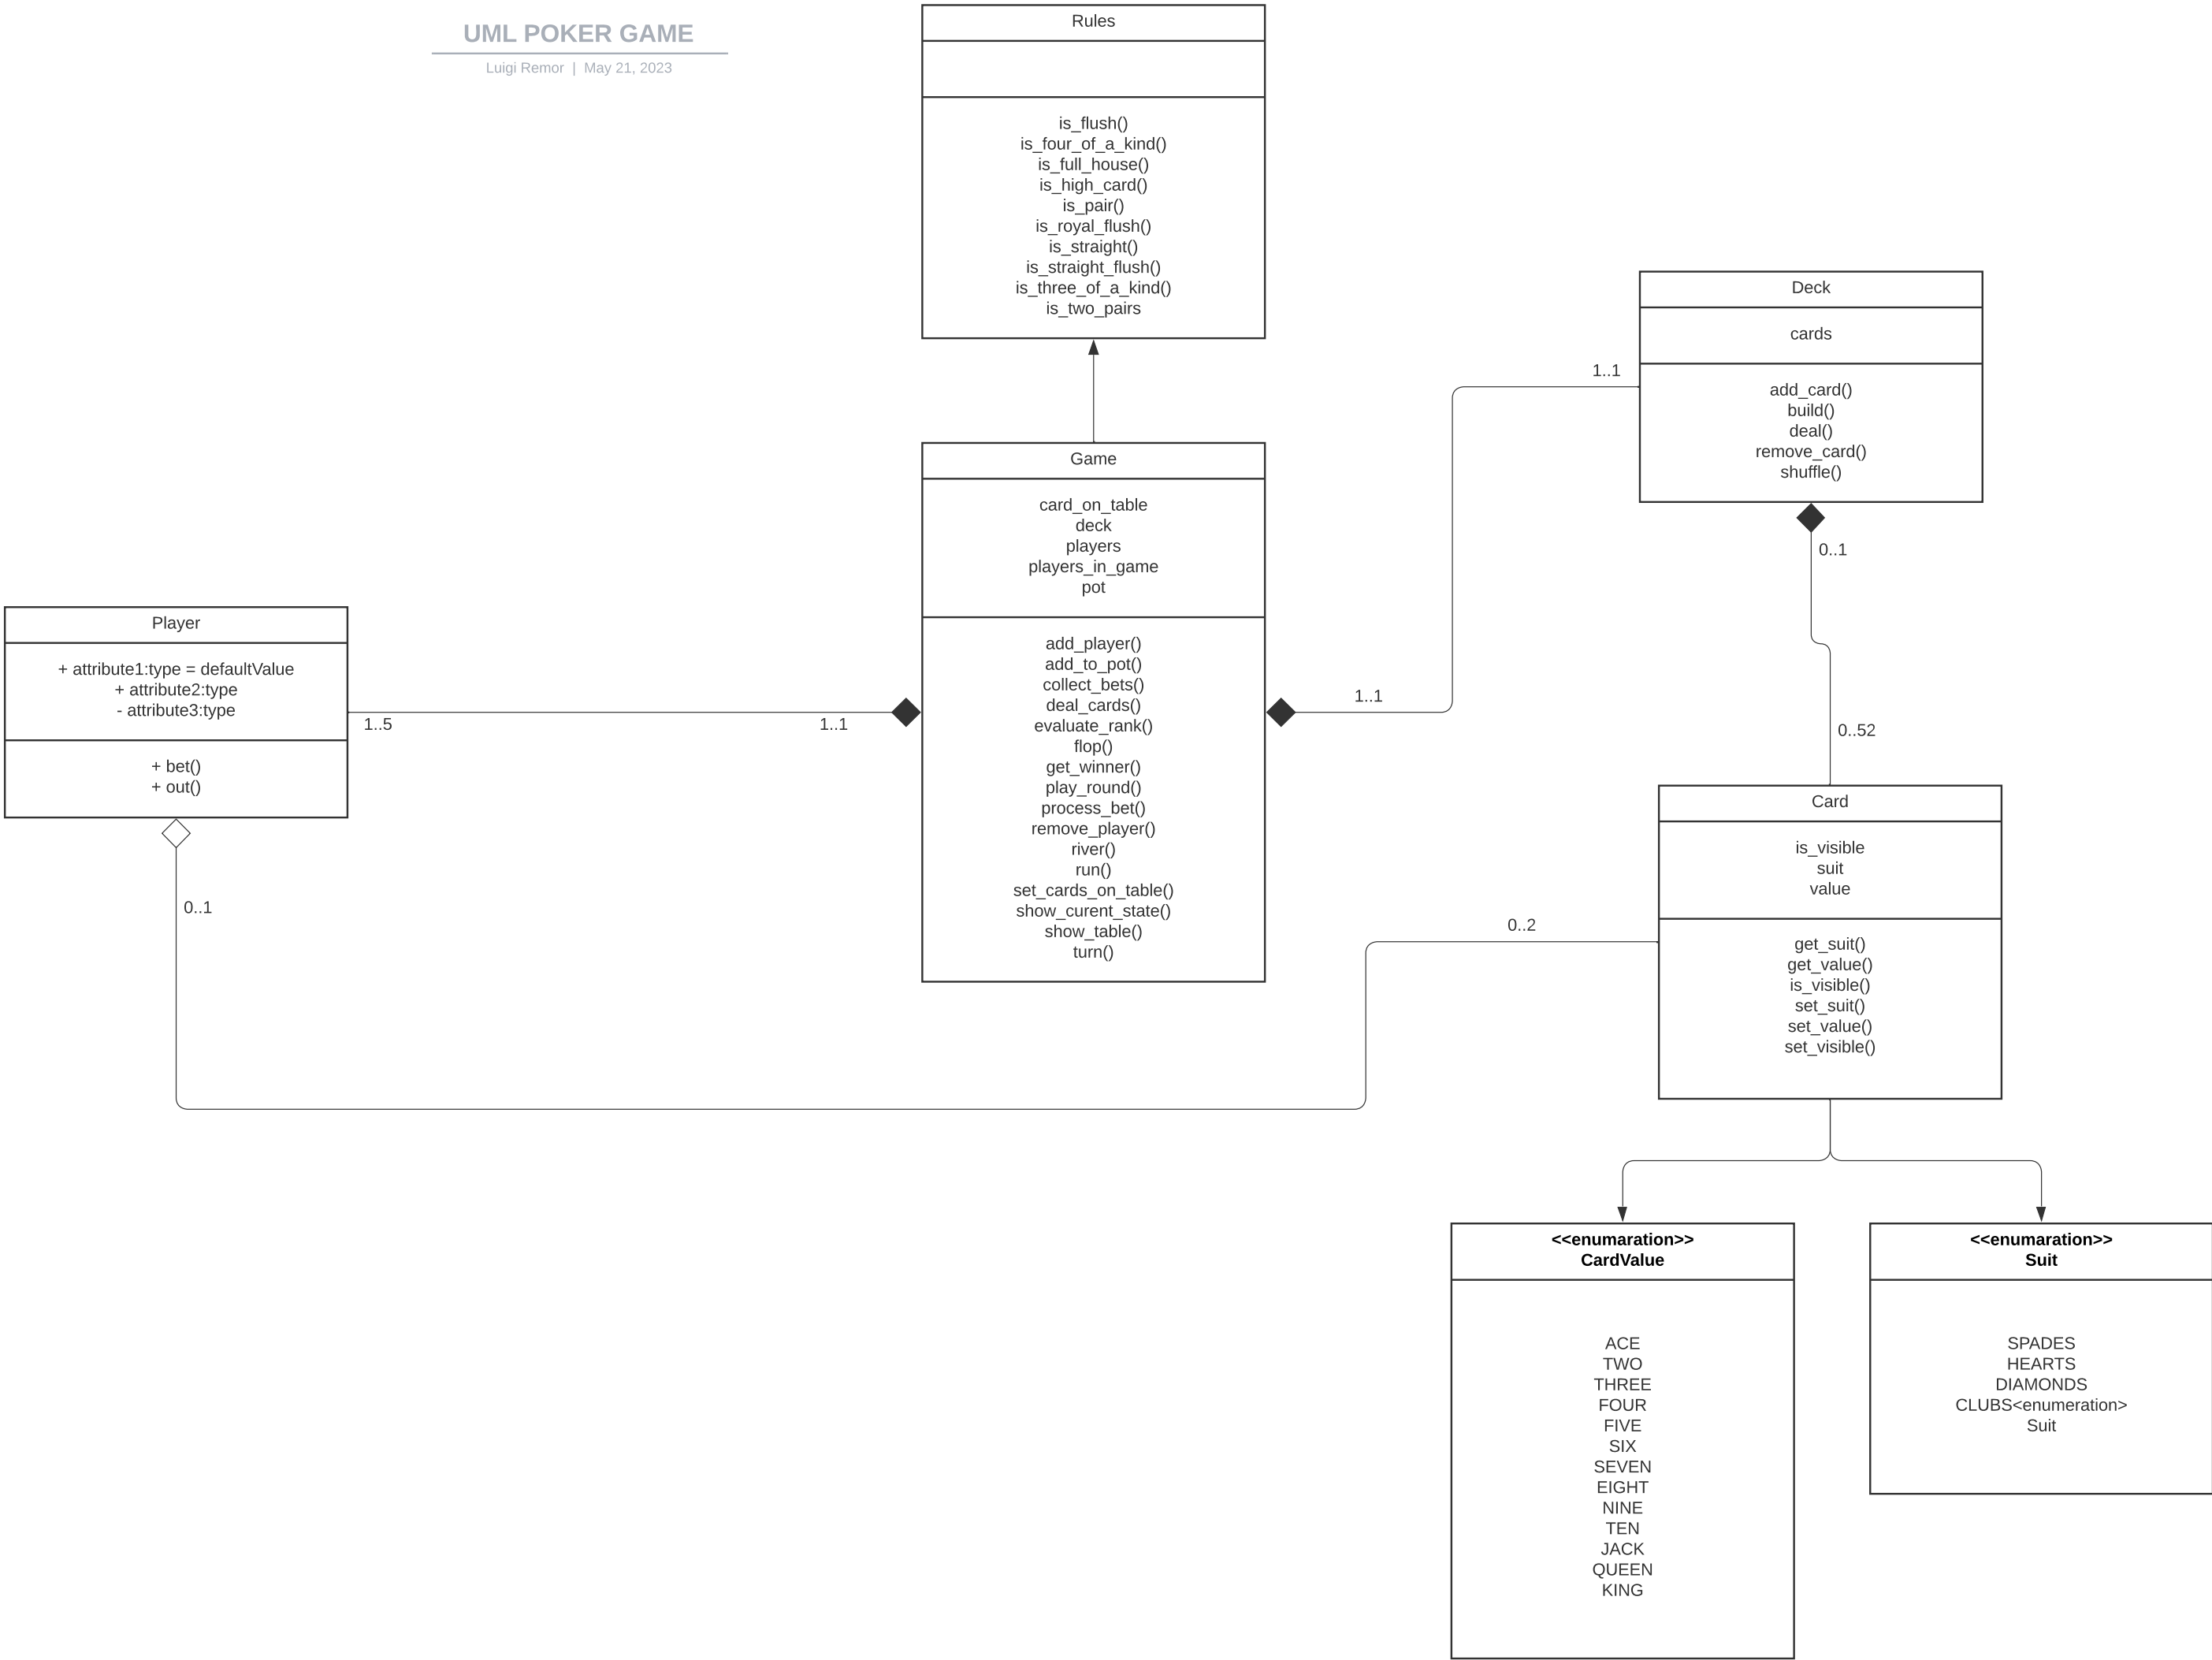 UML POKER GAME
Luigi Remor | May 21, 2023
Rules
is_flush()
is_four_of_a_kind()
is_full_house()
is_high_card()
is_pair()
is_royal_flush()
is_straight()
is_straight_flush()
is_three_of_a_kind()
is_two_pairs
Deck
cards
add_card()
build()
deal()
remove_card()
shuffle()
1..1
1..1
0..1
0..52
Game
card_on_table
deck
players
players_in_game
pot
add_player()
add_to_pot()
collect_bets()
deal_cards()
evaluate_rank()
flop()
get_winner()
play_round()
process_bet()
remove_player()
river()
run()
set_cards_on_table()
show_curent_state()
show_table()
turn()
Player
+ attribute1:type = defaultValue
+ attribute2:type
- attribute3:type
+ bet()
+ out()
1..5
1..1
0..1
0..2
Card
is_visible
suit
value
get_suit()
get_value()
is_visible()
set_suit()
set_value()
set_visible()
<<enumaration>>
CardValue
ACE
TWO
THREE
FOUR
FIVE
SIX
SEVEN
EIGHT
NINE
TEN
JACK
QUEEN
KING
<<enumaration>>
Suit
SPADES
HEARTS
DIAMONDS
CLUBS<enumeration>
Suit